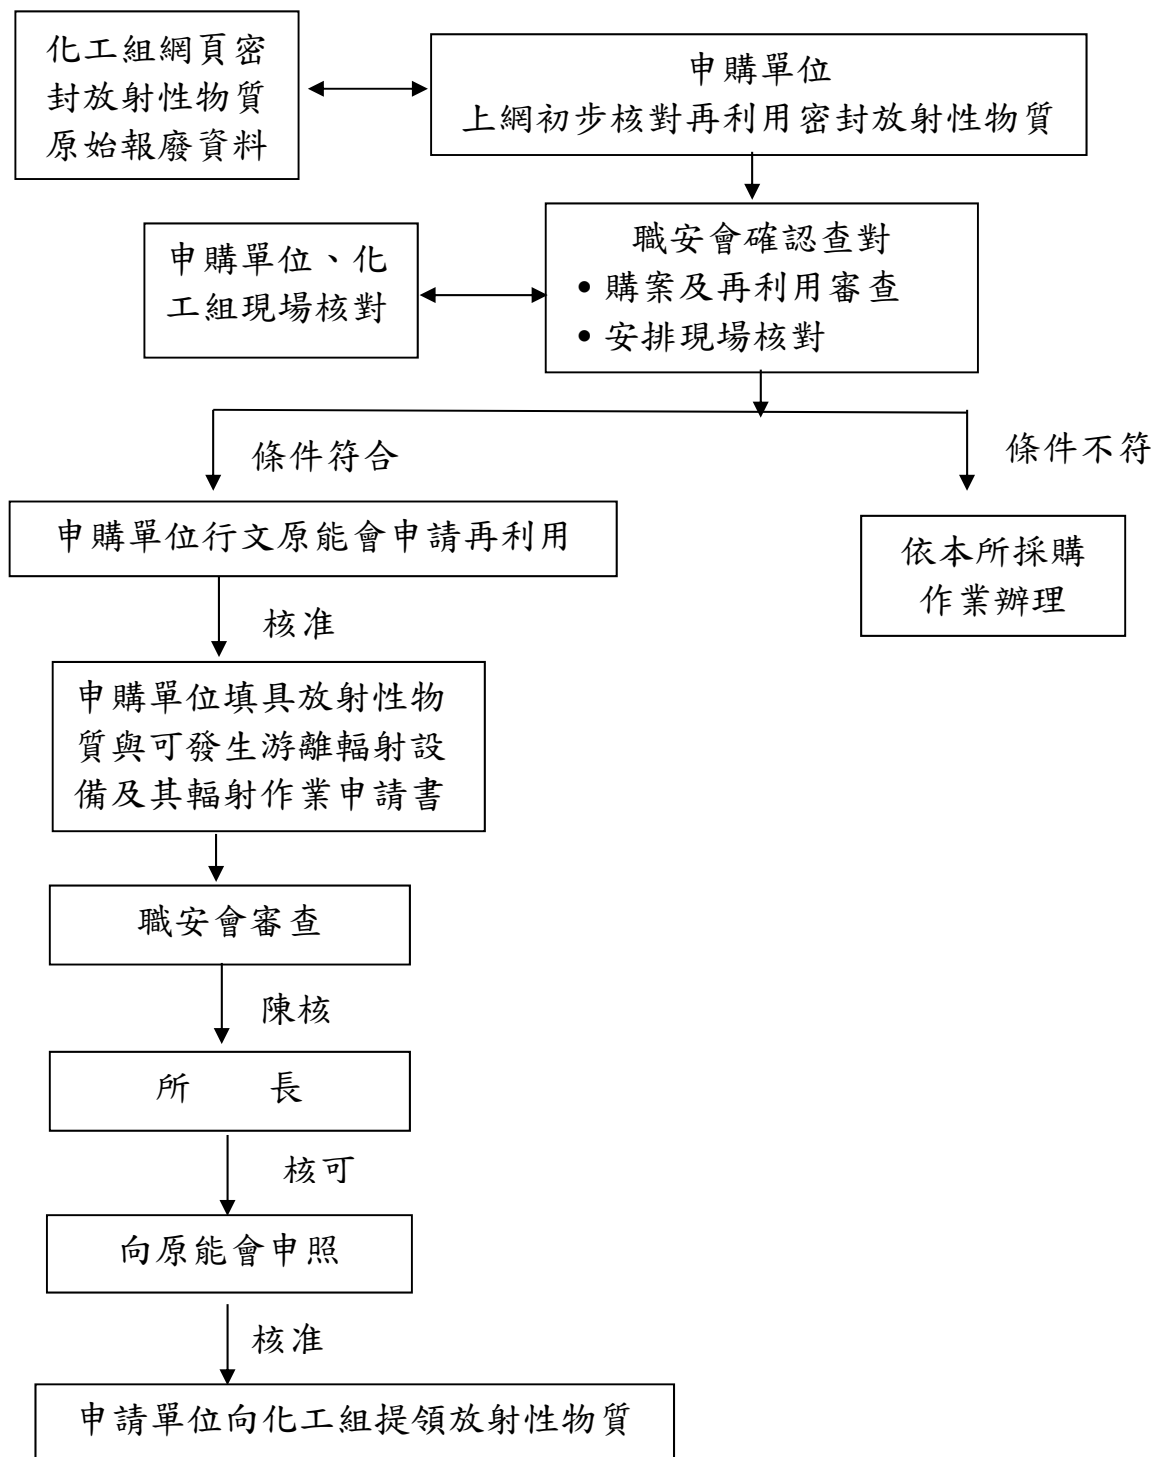 化工組網頁密
封放射性物質
原始報廢資料
申購單位
上網初步核對再利用密封放射性物質
申購單位、化
工組現場核對
職安會確認查對
• 購案及再利用審查
• 安排現場核對
條件符合
條件不符
申購單位行文原能會申請再利用
依本所採購
作業辦理
核准
申購單位填具放射性物
質與可發生游離輻射設
備及其輻射作業申請書
職安會審查
陳核
所　　長
核可
向原能會申照
核准
申請單位向化工組提領放射性物質